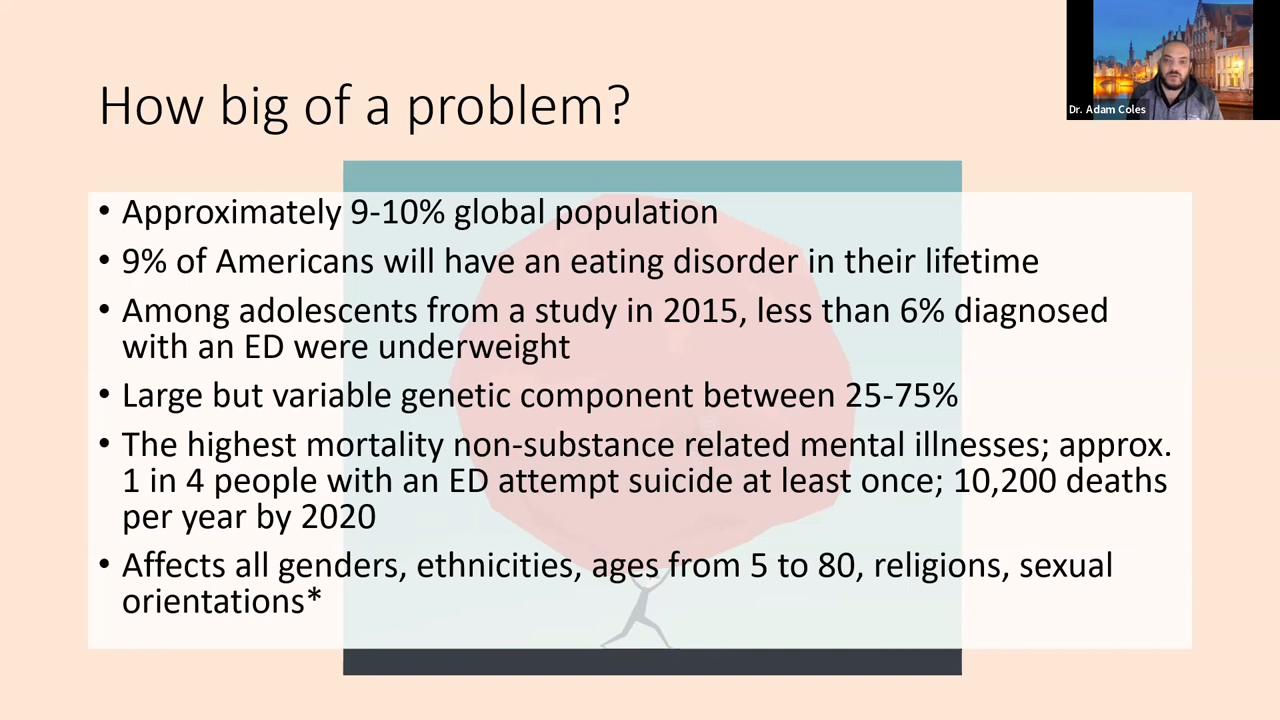 Dr. Adam Coles
How big of a problem?
• Approximately 9-10% global population
• 9% of Americans will have an eating disorder in their lifetime
• Among adolescents from a study in 2015, less than 6% diagnosed
with an ED were underweight
• Large but variable genetic component between 25-75%
• The highest mortality non-substance related mental illnesses; approx.
1 in 4 people with an ED attempt suicide at least once; 10,200 deaths
per year by 2020
• Affects all genders, ethnicities, ages from 5 to 80, religions, sexual
orientations*